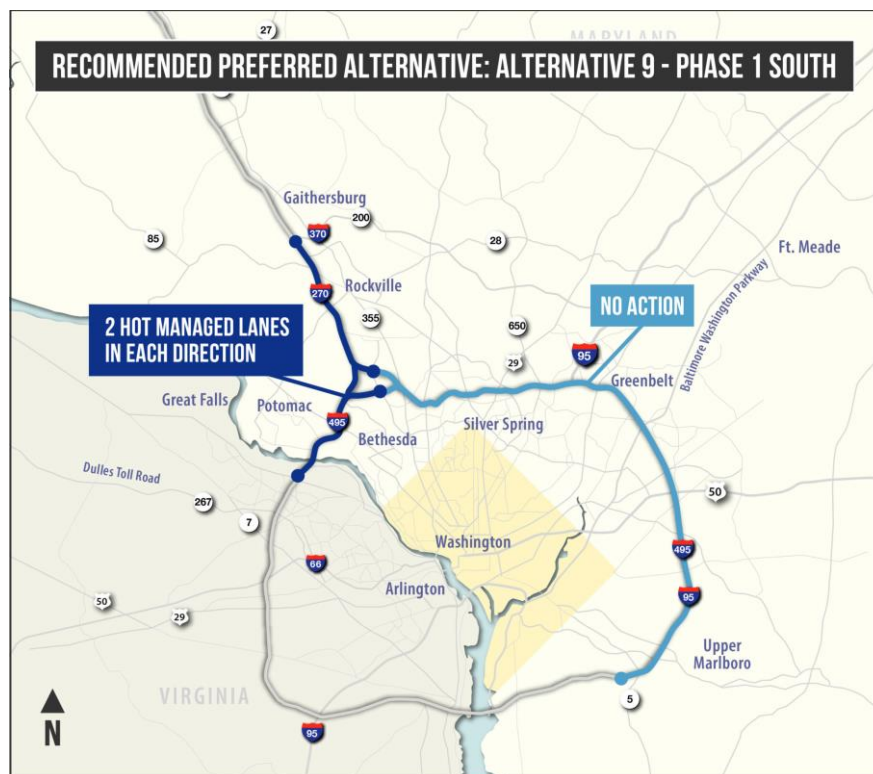 27
MARYLAND
RECOMMENDED PREFERRED ALTERNATIVE: ALTERNATIVE 9 - PHASE 1 SOUTH
Gaithersburg
370
200
85
28
Ft. Meade
270
Rockville
355
650
NO ACTION
Baltimore Washington Parkway
2 HOT MANAGED LANES
IN EACH DIRECTION
29
95
Greenbelt
Great Falls
Potomac
495
Bethesda
Silver Spring
Dulles Toll Road
267
7
50
Washington
495
66
Arlington
50
29
95
Upper
Marlboro
VIRGINIA
5
N
95